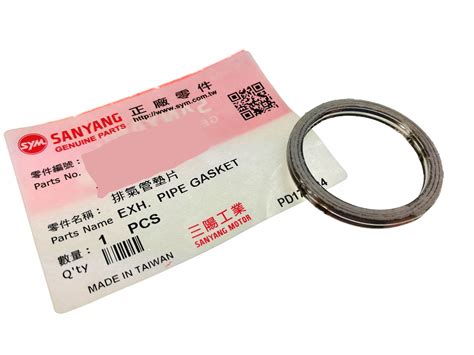 正廠零件
SYM SANYANG
GENUINE PARTS
http://www.sym.com.tw
零件編號:
Parts No.
排氣管墊片
零件名稱:
Parts Name EXH. PIPE GASKET
數量: 1 PCS
Q'ty
三陽工業
SANYANG MOTOR
MADE IN TAIWAN